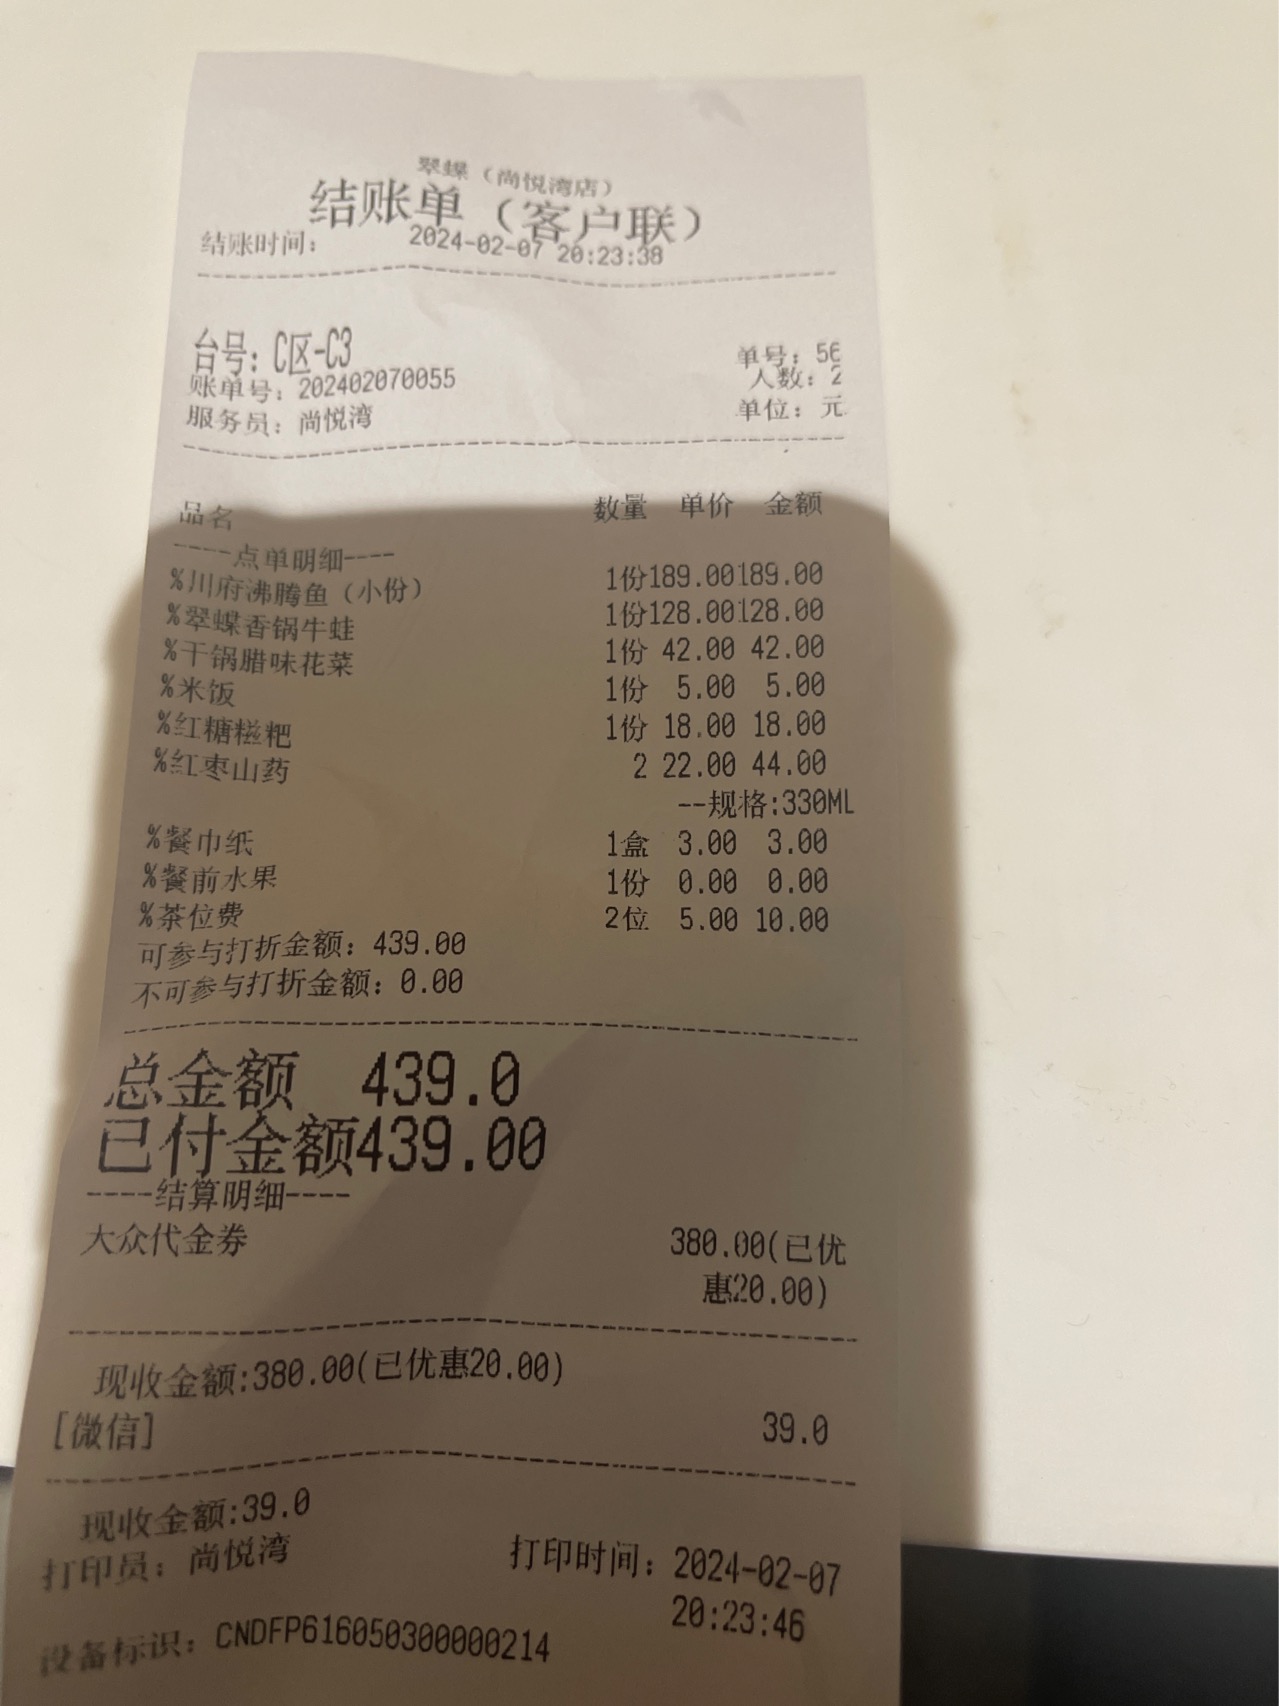 翠蝶（尚悦湾店）
结账单（客户联）
结账时间： 2024-02-07 20:23:38
台号：C区-C3
单号：56
账单号：202402070055
人数：2
服务员：尚悦湾
单位：元
品名 数量 单价 金额
----点单明细----
%川府沸腾鱼（小份） 1份 189.00 189.00
%翠蝶香锅牛蛙 1份 128.00 128.00
%干锅腊味花菜 1份 42.00 42.00
%米饭 1份 5.00 5.00
%红糖糍粑 1份 18.00 18.00
%红枣山药 2 22.00 44.00
--规格:330ML
%餐巾纸 1盒 3.00 3.00
%餐前水果 1份 0.00 0.00
%茶位费 2位 5.00 10.00
可参与打折金额：439.00
不可参与打折金额：0.00
总金额 439.0
已付金额439.00
----结算明细----
大众代金券 380.00(已优
惠20.00)
现收金额:380.00(已优惠20.00)
[微信] 39.0
现收金额:39.0
打印员：尚悦湾 打印时间：2024-02-07
20:23:46
设备标识：CNDFP616050300000214